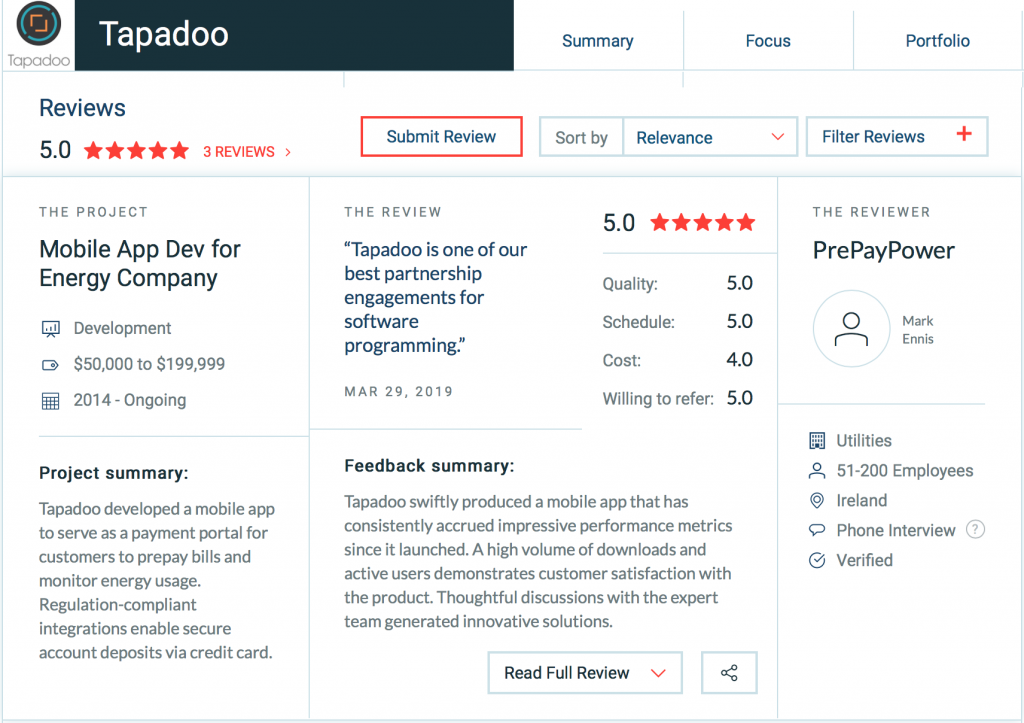 Tapadoo
Tapadoo
Summary
Focus
Portfolio
Reviews
5.0
3 REVIEWS
Submit Review
Sort by
Relevance
Filter Reviews
THE PROJECT
Mobile App Dev for
Energy Company
Development
$50,000 to $199,999
2014 - Ongoing
Project summary:
Tapadoo developed a mobile app
to serve as a payment portal for
customers to prepay bills and
monitor energy usage.
Regulation-compliant
integrations enable secure
account deposits via credit card.
THE REVIEW
“Tapadoo is one of our
best partnership
engagements for
software
programming.”
MAR 29, 2019
5.0
Quality: 5.0
Schedule: 5.0
Cost: 4.0
Willing to refer: 5.0
Feedback summary:
Tapadoo swiftly produced a mobile app that has
consistently accrued impressive performance metrics
since it launched. A high volume of downloads and
active users demonstrates customer satisfaction with
the product. Thoughtful discussions with the expert
team generated innovative solutions.
Read Full Review
THE REVIEWER
PrePayPower
Mark
Ennis
Utilities
51-200 Employees
Ireland
Phone Interview ?
Verified